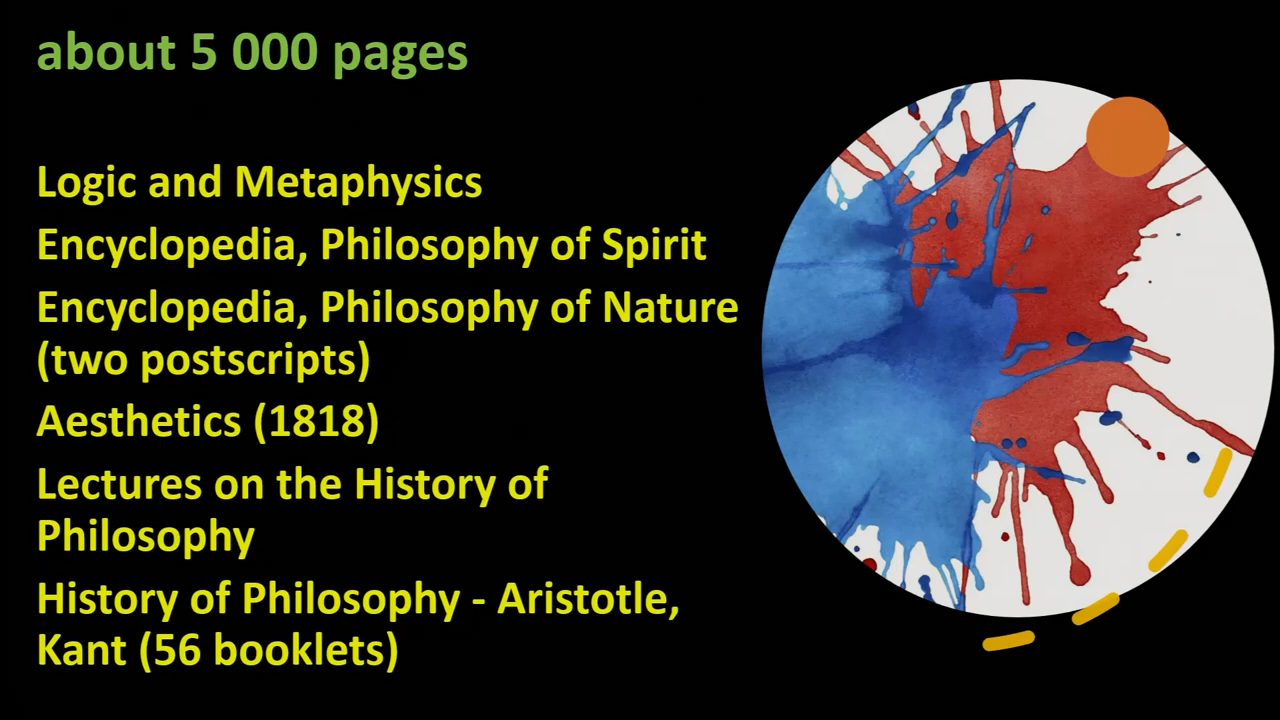 about 5 000 pages
Logic and Metaphysics
Encyclopedia, Philosophy of Spirit
Encyclopedia, Philosophy of Nature
(two postscripts)
Aesthetics (1818)
Lectures on the History of
Philosophy
History of Philosophy - Aristotle,
Kant (56 booklets)